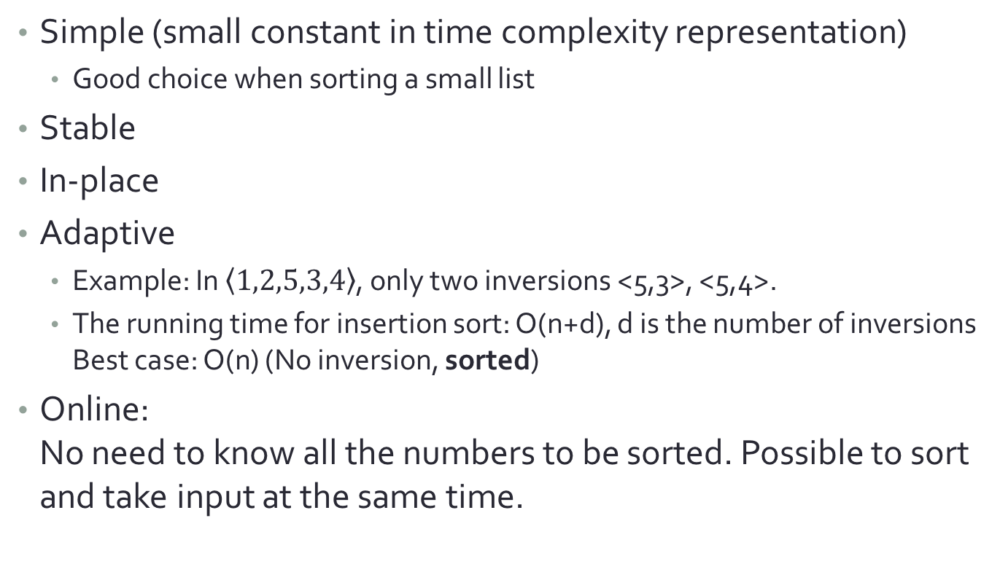 • Simple (small constant in time complexity representation)
• Good choice when sorting a small list
• Stable
• In-place
• Adaptive
• Example: In ⟨1,2,5,3,4⟩, only two inversions <5,3>, <5,4>.
• The running time for insertion sort: O(n+d), d is the number of inversions
Best case: O(n) (No inversion, sorted)
• Online:
No need to know all the numbers to be sorted. Possible to sort
and take input at the same time.